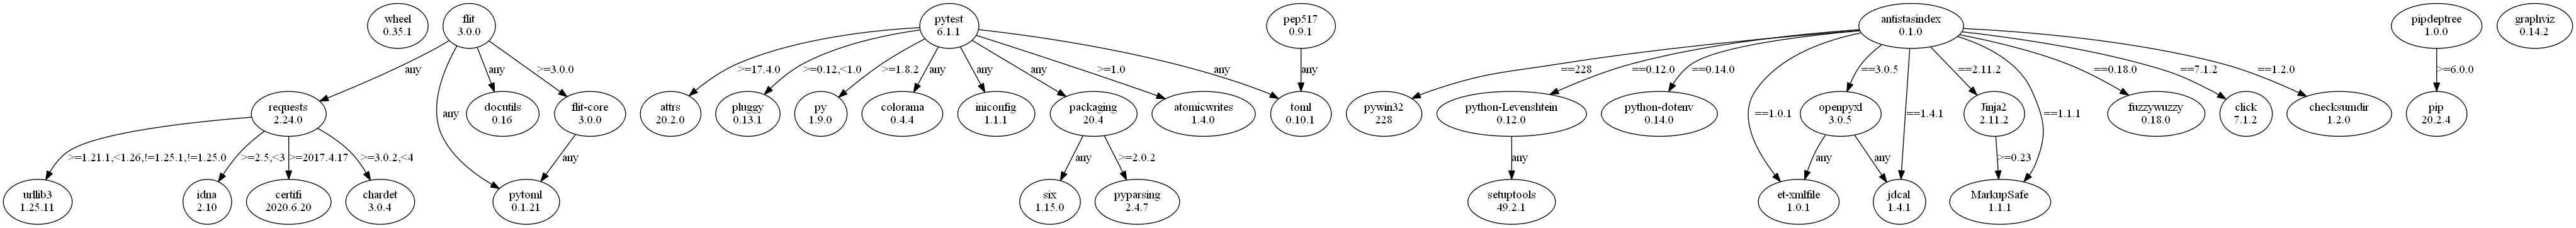 wheel
0.35.1
flit
3.0.0
pytest
6.1.1
pep517
0.9.1
antistasindex
0.1.0
pipdeptree
1.0.0
graphviz
0.14.2
any
any
any
>=3.0.0
>=17.4.0
>=0.12,<1.0
>=1.8.2
any
any
any
>=1.0
any
any
==228
==0.12.0
==0.14.0
==1.0.1
==3.0.5
==1.4.1
==2.11.2
==1.1.1
==0.18.0
==7.1.2
==1.2.0
>=6.0.0
requests
2.24.0
docutils
0.16
flit-core
3.0.0
attrs
20.2.0
pluggy
0.13.1
py
1.9.0
colorama
0.4.4
iniconfig
1.1.1
packaging
20.4
atomicwrites
1.4.0
toml
0.10.1
pywin32
228
python-Levenshtein
0.12.0
python-dotenv
0.14.0
openpyxl
3.0.5
Jinja2
2.11.2
fuzzywuzzy
0.18.0
click
7.1.2
checksumdir
1.2.0
pip
20.2.4
>=1.21.1,<1.26,!=1.25.1,!=1.25.0
>=2.5,<3
>=2017.4.17
>=3.0.2,<4
any
any
>=2.0.2
any
any
any
>=0.23
urllib3
1.25.11
idna
2.10
certifi
2020.6.20
chardet
3.0.4
pytoml
0.1.21
six
1.15.0
pyparsing
2.4.7
setuptools
49.2.1
et-xmlfile
1.0.1
jdcal
1.4.1
MarkupSafe
1.1.1